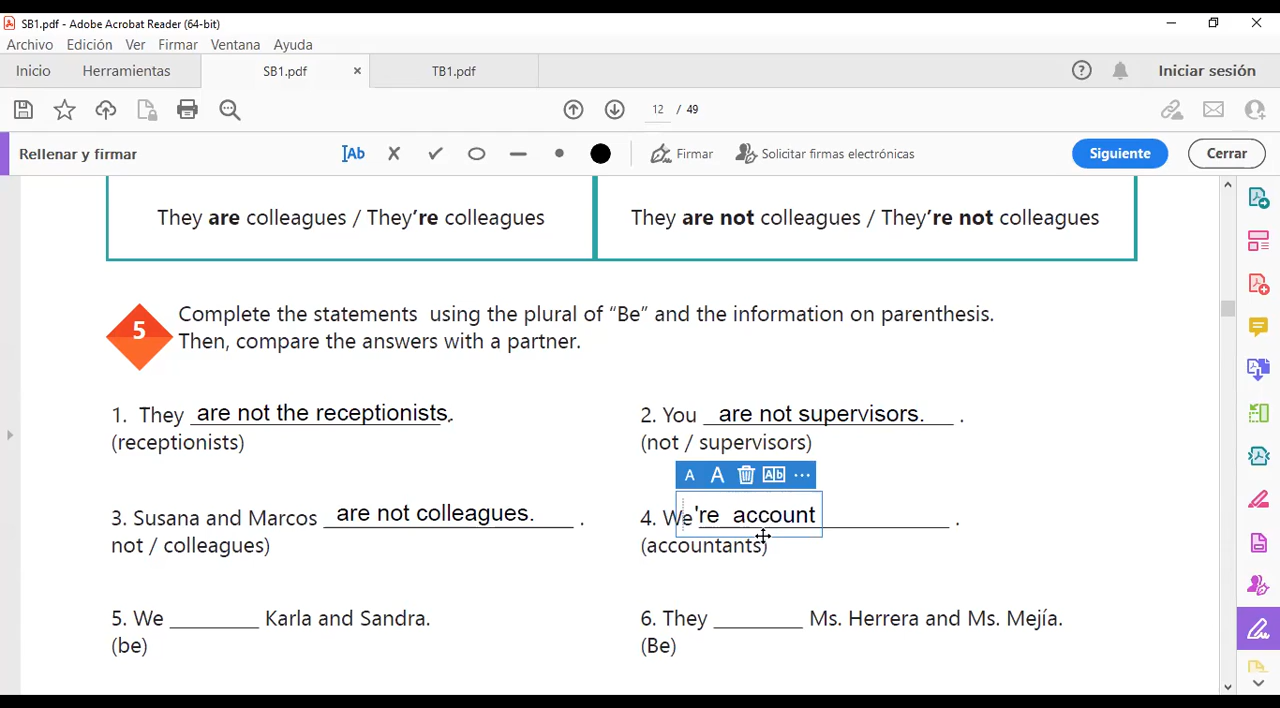 SB1.pdf - Adobe Acrobat Reader (64-bit)
Archivo Edición Ver Firmar Ventana Ayuda
Inicio Herramientas SB1.pdf × TB1.pdf Iniciar sesión
12 / 49
Rellenar y firmar Ab Firmar Solicitar firmas electrónicas Siguiente Cerrar
They are colleagues / They're colleagues
They are not colleagues / They're not colleagues
5
Complete the statements using the plural of “Be” and the information on parenthesis.
Then, compare the answers with a partner.
1. They are not the receptionists.
(receptionists)
2. You are not supervisors. .
(not / supervisors)
A A Ab ...
3. Susana and Marcos are not colleagues. .
not / colleagues)
4. We 're account .
(accountants)
5. We ________ Karla and Sandra.
(be)
6. They ________ Ms. Herrera and Ms. Mejía.
(Be)